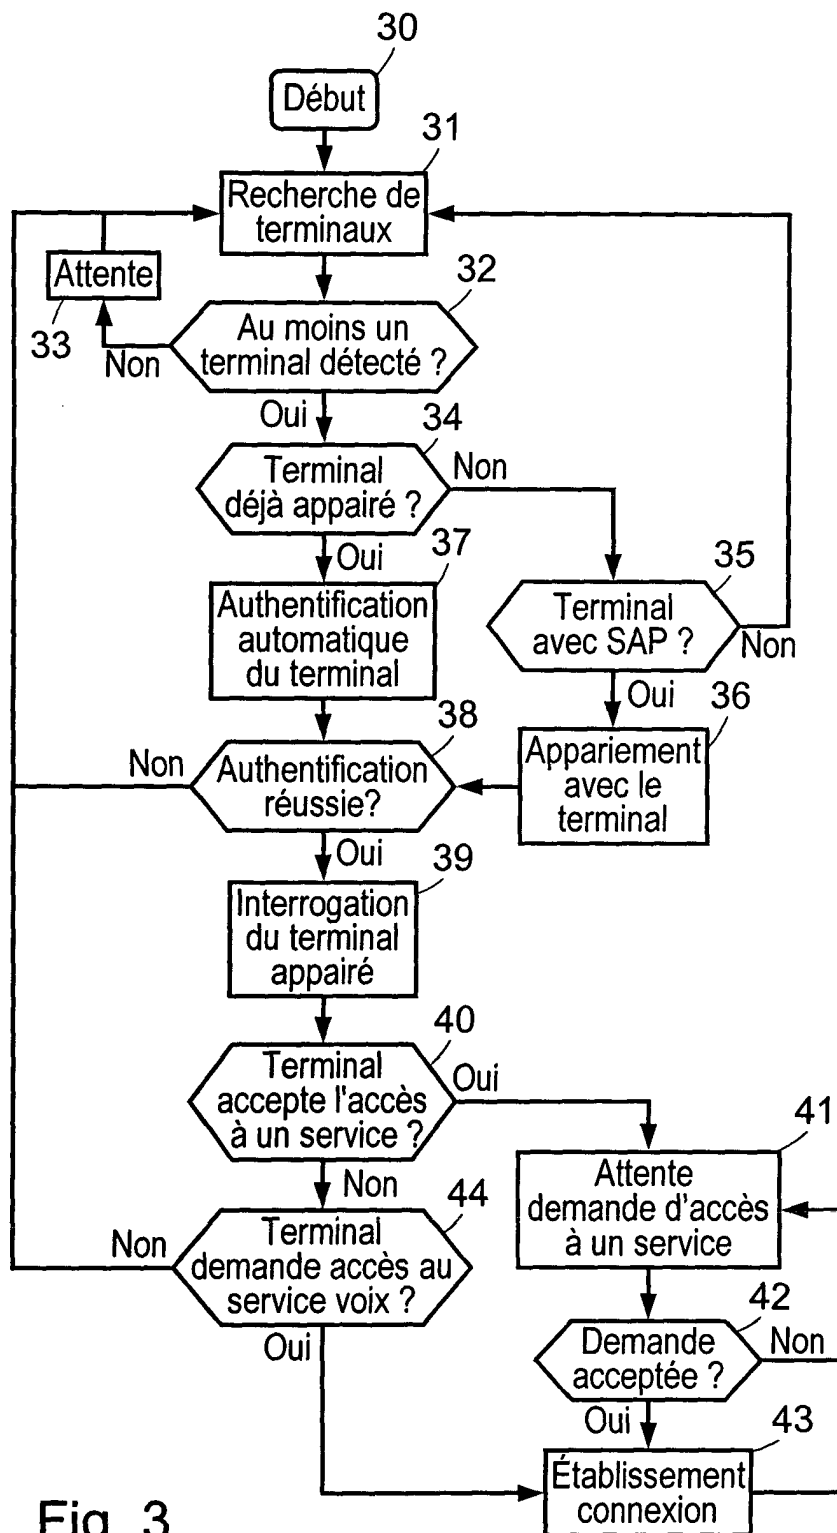 30
Début
31
Recherche de
terminaux
Attente
33
32
Au moins un
terminal détecté ?
Non
Oui
34
Terminal
déjà appairé ?
Non
Oui
37
Authentification
automatique
du terminal
35
Terminal
avec SAP ?
Non
Oui
36
Appariement
avec le
terminal
38
Authentification
réussie?
Non
Oui
39
Interrogation
du terminal
appairé
40
Terminal
accepte l'accès
à un service ?
Oui
Non
41
Attente
demande d'accès
à un service
44
Terminal
demande accès au
service voix ?
Non
Oui
42
Demande
acceptée ?
Non
Oui
43
Établissement
connexion
Fig. 3